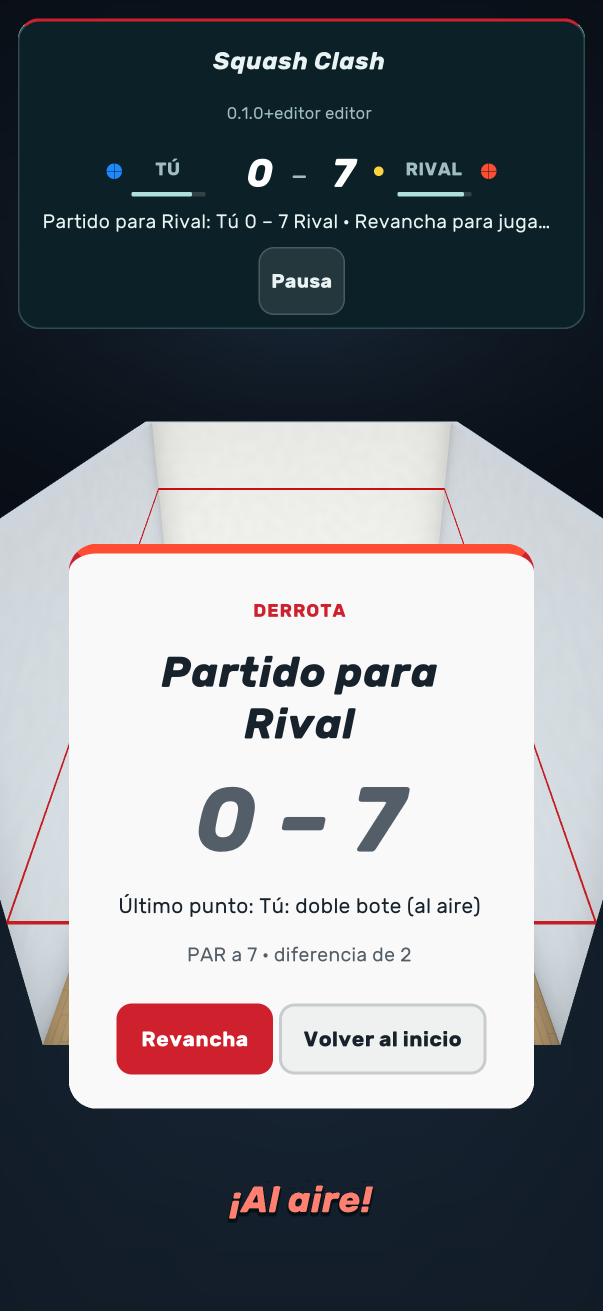 Squash Clash
0.1.0+editor editor
TÚ 0 – 7 RIVAL
Partido para Rival: Tú 0 – 7 Rival • Revancha para juga…
Pausa
DERROTA
Partido para
Rival
0 – 7
Último punto: Tú: doble bote (al aire)
PAR a 7 • diferencia de 2
Revancha
Volver al inicio
¡Al aire!